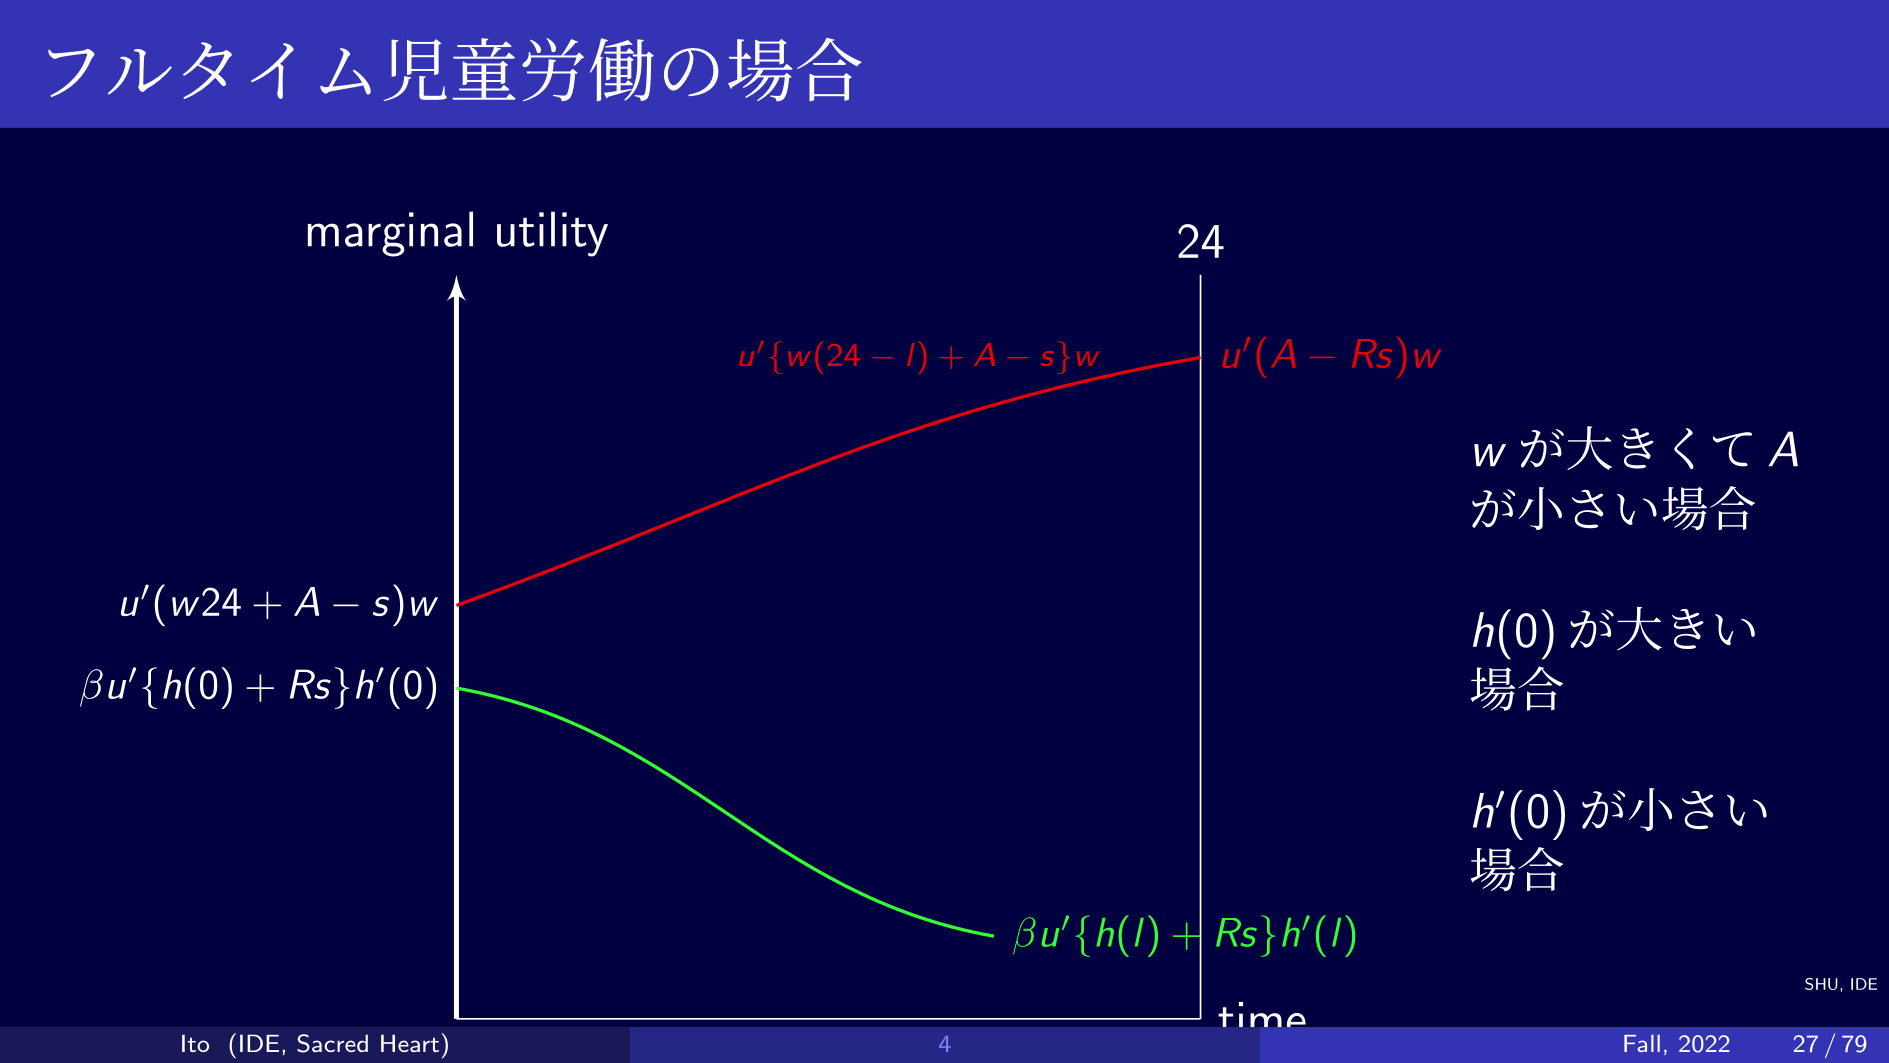 フルタイム児童労働の場合
marginal utility
24
u′{w(24 − l) + A − s}w
u′(A − Rs)w
w が大きくて A
が小さい場合
u′(w24 + A − s)w
h(0) が大きい
場合
βu′{h(0) + Rs}h′(0)
h′(0) が小さい
場合
βu′{h(l) + Rs}h′(l)
SHU, IDE
time
Ito (IDE, Sacred Heart)
4
Fall, 2022
27 / 79